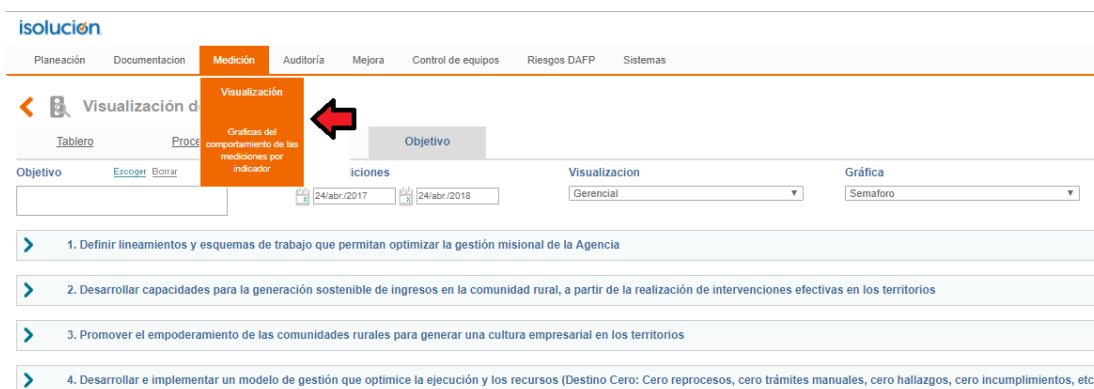 isolución
Planeación Documentacion Medición Auditoría Mejora Control de equipos Riesgos DAFP Sistemas
Visualización
Visualización d
Graficas del
comportamiento de las
mediciones por
indicador
Tablero Proce Objetivo
Objetivo Escoger Borrar iciones Visualizacion Gráfica
24/abr./2017 24/abr./2018 Gerencial Semaforo
1. Definir lineamientos y esquemas de trabajo que permitan optimizar la gestión misional de la Agencia
2. Desarrollar capacidades para la generación sostenible de ingresos en la comunidad rural, a partir de la realización de intervenciones efectivas en los territorios
3. Promover el empoderamiento de las comunidades rurales para generar una cultura empresarial en los territorios
4. Desarrollar e implementar un modelo de gestión que optimice la ejecución y los recursos (Destino Cero: Cero reprocesos, cero trámites manuales, cero hallazgos, cero incumplimientos, etc